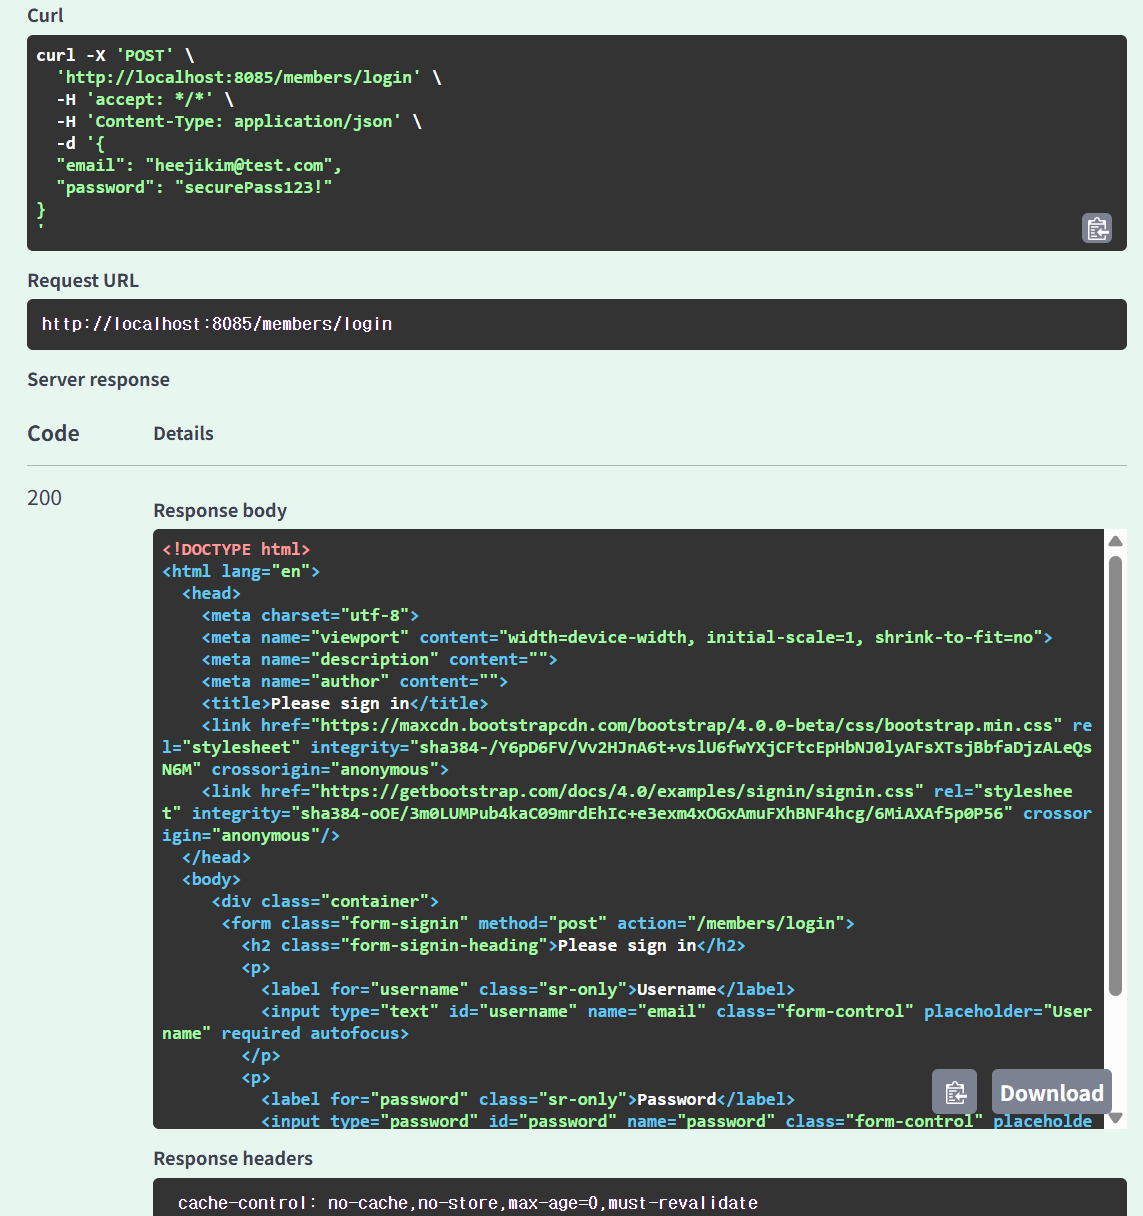 Curl
curl -X 'POST' \
'http://localhost:8085/members/login' \
-H 'accept: */*' \
-H 'Content-Type: application/json' \
-d '{
"email": "heejikim@test.com",
"password": "securePass123!"
}
'
Request URL
http://localhost:8085/members/login
Server response
Code Details
200
Response body
<!DOCTYPE html>
<html lang="en">
<head>
<meta charset="utf-8">
<meta name="viewport" content="width=device-width, initial-scale=1, shrink-to-fit=no">
<meta name="description" content="">
<meta name="author" content="">
<title>Please sign in</title>
<link href="https://maxcdn.bootstrapcdn.com/bootstrap/4.0.0-beta/css/bootstrap.min.css" re
l="stylesheet" integrity="sha384-/Y6pD6FV/Vv2HJnA6t+vslU6fwYXjCFtcEpHbNJ0lyAFsXTsjBbfaDjzALeQs
N6M" crossorigin="anonymous">
<link href="https://getbootstrap.com/docs/4.0/examples/signin/signin.css" rel="styleshee
t" integrity="sha384-oOE/3m0LUMPub4kaC09mrdEhIc+e3exm4xOGxAmuFXhBNF4hcg/6MiAXAf5p0P56" crossor
igin="anonymous"/>
</head>
<body>
<div class="container">
<form class="form-signin" method="post" action="/members/login">
<h2 class="form-signin-heading">Please sign in</h2>
<p>
<label for="username" class="sr-only">Username</label>
<input type="text" id="username" name="email" class="form-control" placeholder="User
name" required autofocus>
</p>
<p>
<label for="password" class="sr-only">Password</label>
<input type="password" id="password" name="password" class="form-control" placeholde
Download
Response headers
cache-control: no-cache,no-store,max-age=0,must-revalidate